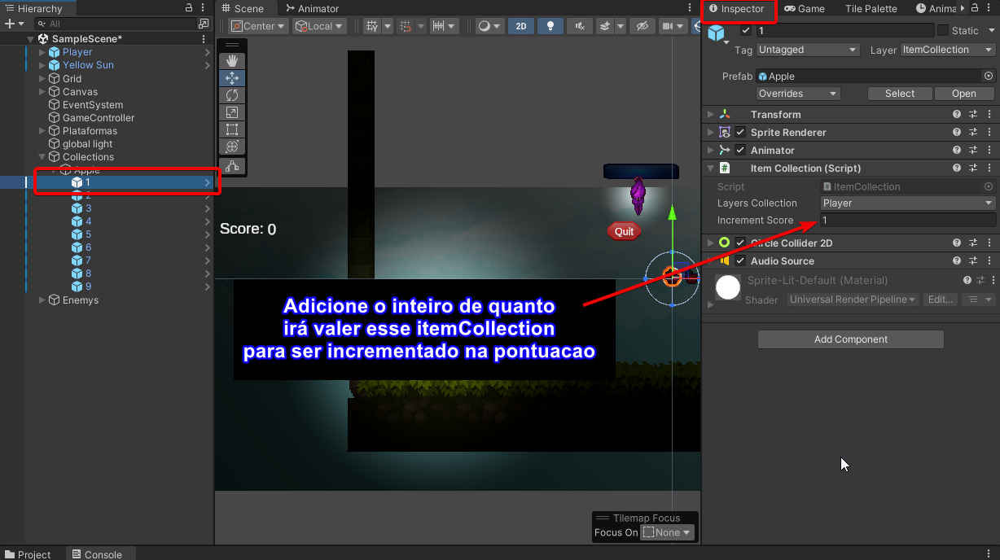 Hierarchy
All
SampleScene*
Player
Yellow Sun
Grid
Canvas
EventSystem
GameController
Plataformas
global light
Collections
Apple
1
2
3
4
5
6
7
8
9
Enemys
Scene
Animator
Center
Local
2D
Score: 0
Quit
Adicione o inteiro de quanto
irá valer esse itemCollection
para ser incrementado na pontuacao
Tilemap Focus
Focus On None
Inspector
Game
Tile Palette
Anima
1
Static
Tag Untagged Layer ItemCollection
Prefab Apple
Overrides Select Open
Transform
Sprite Renderer
Animator
Item Collection (Script)
Script ItemCollection
Layers Collection Player
Increment Score 1
Circle Collider 2D
Audio Source
Sprite-Lit-Default (Material)
Shader Universal Render Pipeline Edit...
Add Component
Project
Console